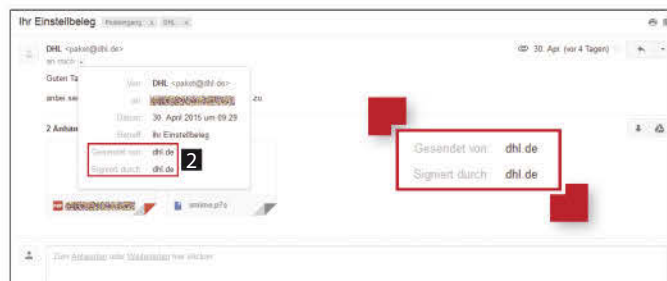 Ihr Einstellbeleg Posteingang x DHL x
DHL <paket@dhl.de>
30. Apr. (vor 4 Tagen)
an mich
Guten Ta
Von: DHL <paket@dhl.de>
an:
anbei sen
zu.
Datum: 30. April 2015 um 09:29
Betreff: Ihr Einstellbeleg
2 Anhän
Gesendet von: dhl.de
2
Signiert durch: dhl.de
Gesendet von: dhl.de
Signiert durch: dhl.de
PDF
smime.p7s
Zum Antworten oder Weiterleiten hier klicken